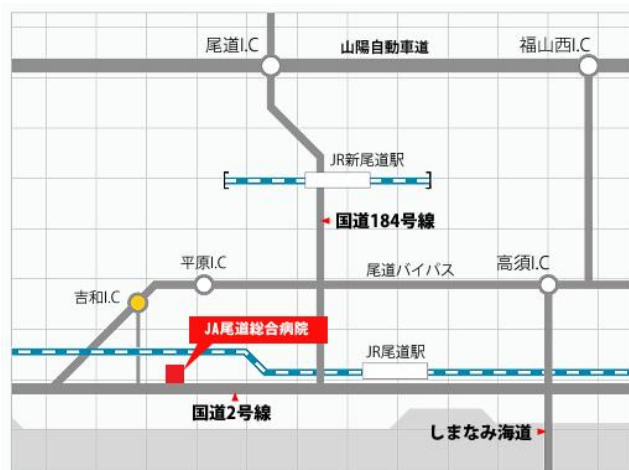 尾道I.C
山陽自動車道
福山西I.C
JR新尾道駅
国道184号線
平原I.C
尾道バイパス
高須I.C
吉和I.C
JA尾道総合病院
JR尾道駅
国道2号線
しまなみ海道